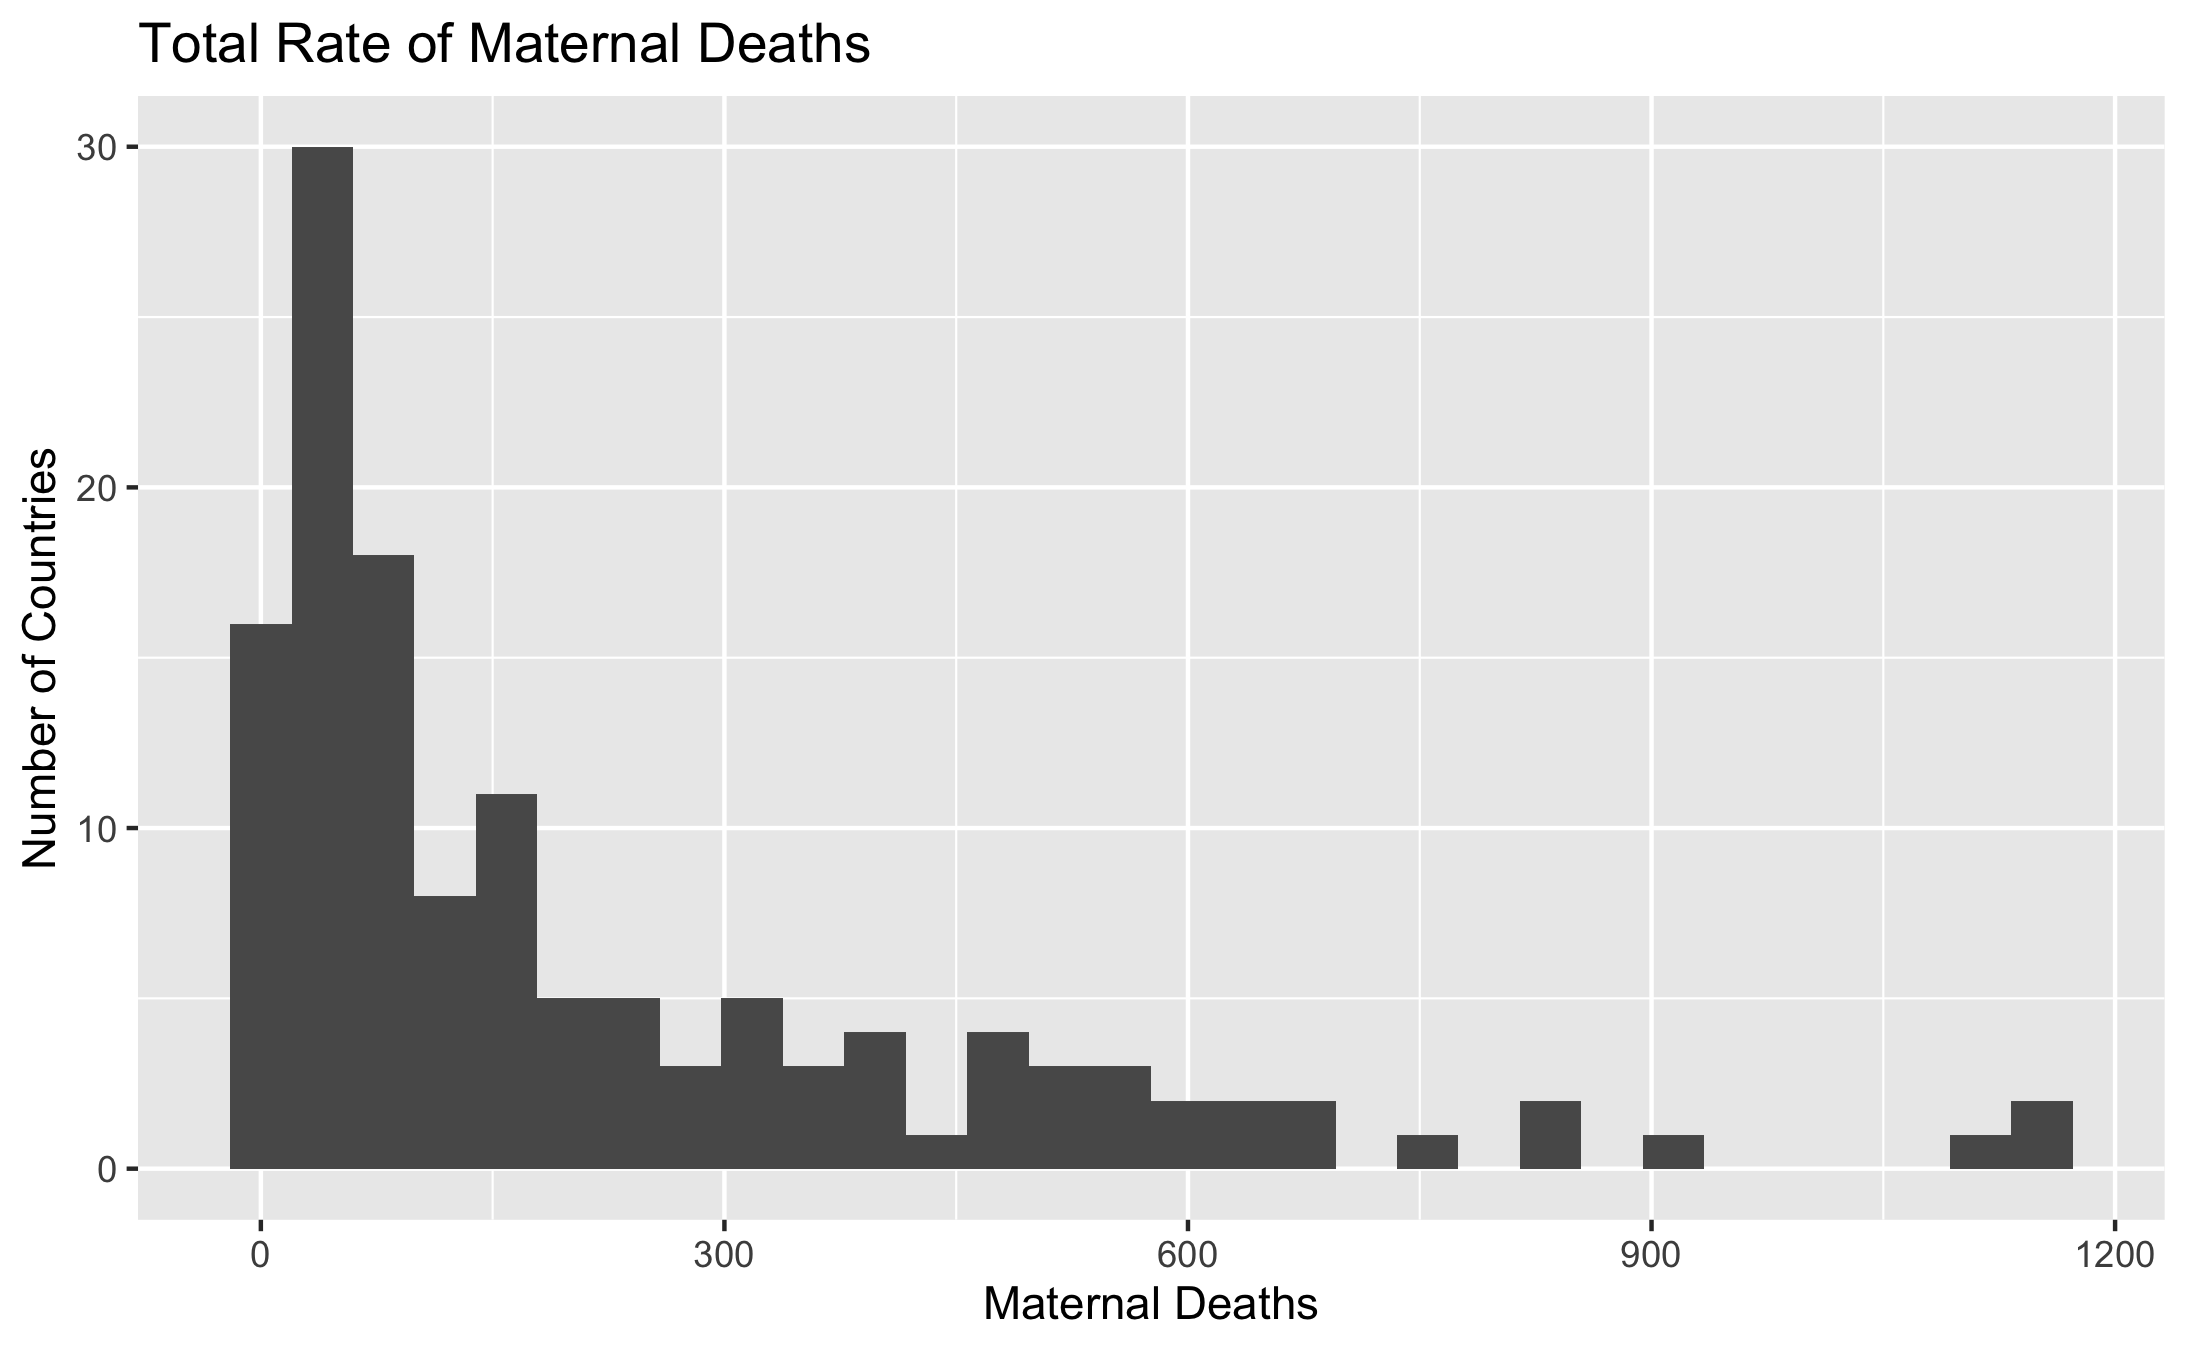 Total Rate of Maternal Deaths
Number of Countries
30
20
10
0
0 300 600 900 1200
Maternal Deaths